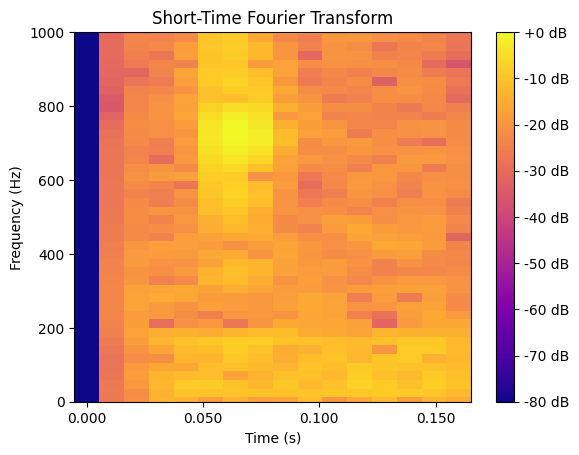 Short-Time Fourier Transform
1000
800
600
400
200
0
Frequency (Hz)
0.000
0.050
0.100
0.150
Time (s)
+0 dB
-10 dB
-20 dB
-30 dB
-40 dB
-50 dB
-60 dB
-70 dB
-80 dB